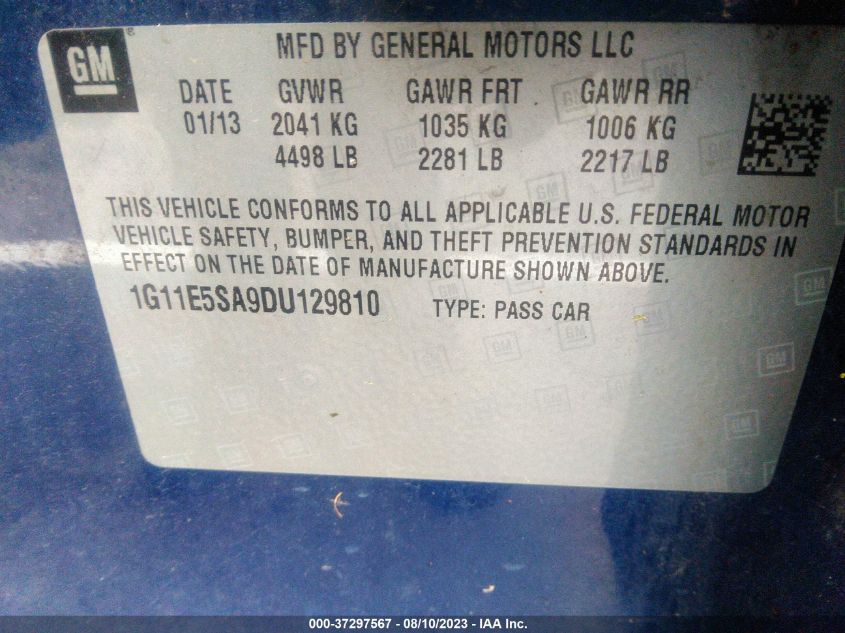 GM
®
MFD BY GENERAL MOTORS LLC
DATE GVWR GAWR FRT GAWR RR
01/13 2041 KG 1035 KG 1006 KG
4498 LB 2281 LB 2217 LB
THIS VEHICLE CONFORMS TO ALL APPLICABLE U.S. FEDERAL MOTOR
VEHICLE SAFETY, BUMPER, AND THEFT PREVENTION STANDARDS IN
EFFECT ON THE DATE OF MANUFACTURE SHOWN ABOVE.
1G11E5SA9DU129810 TYPE: PASS CAR
000-37297567 - 08/10/2023 - IAA Inc.